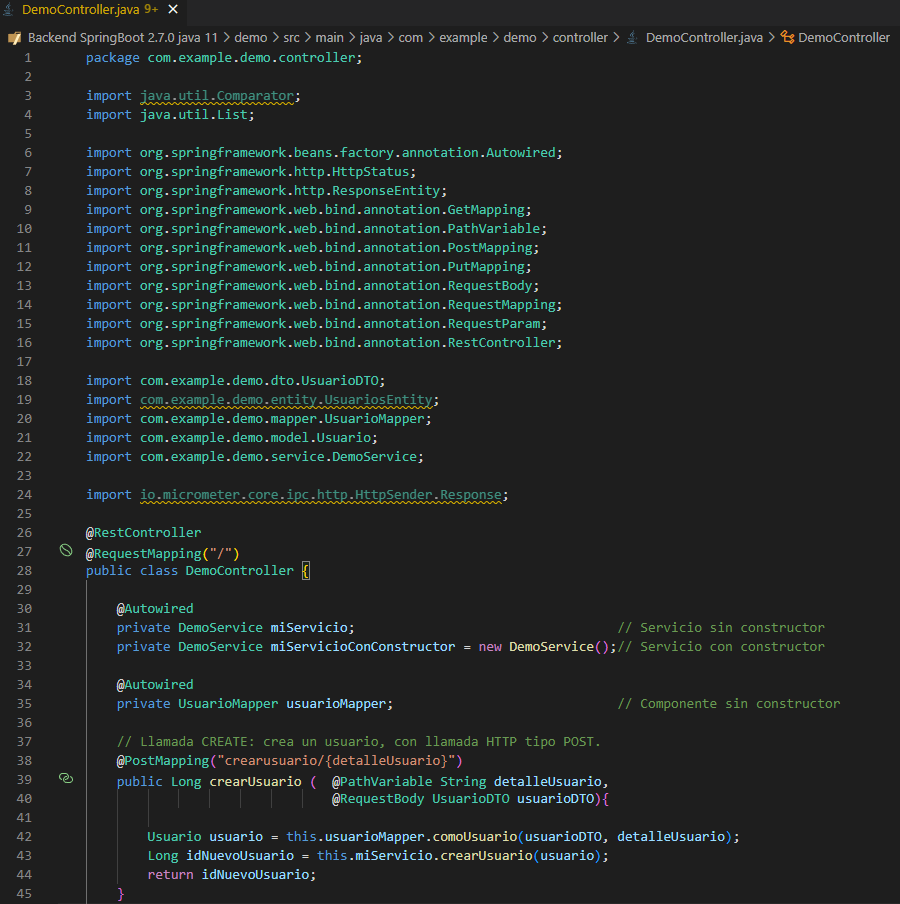 DemoController.java 9+ ×
Backend SpringBoot 2.7.0 java 11 > demo > src > main > java > com > example > demo > controller > DemoController.java > DemoController
1 package com.example.demo.controller;
2
3 import java.util.Comparator;
4 import java.util.List;
5
6 import org.springframework.beans.factory.annotation.Autowired;
7 import org.springframework.http.HttpStatus;
8 import org.springframework.http.ResponseEntity;
9 import org.springframework.web.bind.annotation.GetMapping;
10 import org.springframework.web.bind.annotation.PathVariable;
11 import org.springframework.web.bind.annotation.PostMapping;
12 import org.springframework.web.bind.annotation.PutMapping;
13 import org.springframework.web.bind.annotation.RequestBody;
14 import org.springframework.web.bind.annotation.RequestMapping;
15 import org.springframework.web.bind.annotation.RequestParam;
16 import org.springframework.web.bind.annotation.RestController;
17
18 import com.example.demo.dto.UsuarioDTO;
19 import com.example.demo.entity.UsuariosEntity;
20 import com.example.demo.mapper.UsuarioMapper;
21 import com.example.demo.model.Usuario;
22 import com.example.demo.service.DemoService;
23
24 import io.micrometer.core.ipc.http.HttpSender.Response;
25
26 @RestController
27 @RequestMapping("/")
28 public class DemoController {
29
30 @Autowired
31 private DemoService miServicio; // Servicio sin constructor
32 private DemoService miServicioConConstructor = new DemoService();// Servicio con constructor
33
34 @Autowired
35 private UsuarioMapper usuarioMapper; // Componente sin constructor
36
37 // Llamada CREATE: crea un usuario, con llamada HTTP tipo POST.
38 @PostMapping("crearusuario/{detalleUsuario}")
39 public Long crearUsuario ( @PathVariable String detalleUsuario,
40 @RequestBody UsuarioDTO usuarioDTO){
41
42 Usuario usuario = this.usuarioMapper.comoUsuario(usuarioDTO, detalleUsuario);
43 Long idNuevoUsuario = this.miServicio.crearUsuario(usuario);
44 return idNuevoUsuario;
45 }